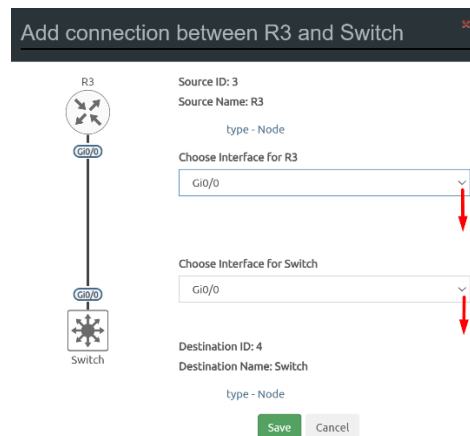 Add connection between R3 and Switch
R3
Gi0/0
Gi0/0
Switch
Source ID: 3
Source Name: R3
type - Node
Choose Interface for R3
Gi0/0
Choose Interface for Switch
Gi0/0
Destination ID: 4
Destination Name: Switch
type - Node
Save Cancel